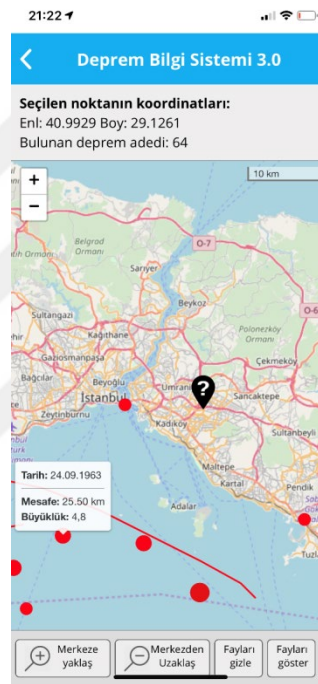 21:22
Deprem Bilgi Sistemi 3.0
Seçilen noktanın koordinatları:
Enl: 40.9929 Boy: 29.1261
Bulunan deprem adedi: 64
+
10 km
−
O-7
Belgrad
Ormanı
Sarıyer
Beykoz
Sultangazi
Polonezköy
Ormanı
O-6
Kağıthane
Gaziosmanpaşa
Çekmeköy
Bağcılar
Beyoğlu
Ümrani
?
Sancaktepe
İstanbul
Zeytinburnu
Kadıköy
Sultanbeyli
Maltepe
Kartal
Pendik
Tarih: 24.09.1963
Mesafe: 25.50 km
Büyüklük: 4,8
Adalar
Tuzl
Merkeze
yaklaş
Merkezden
Uzaklaş
Fayları
gizle
Fayları
göster